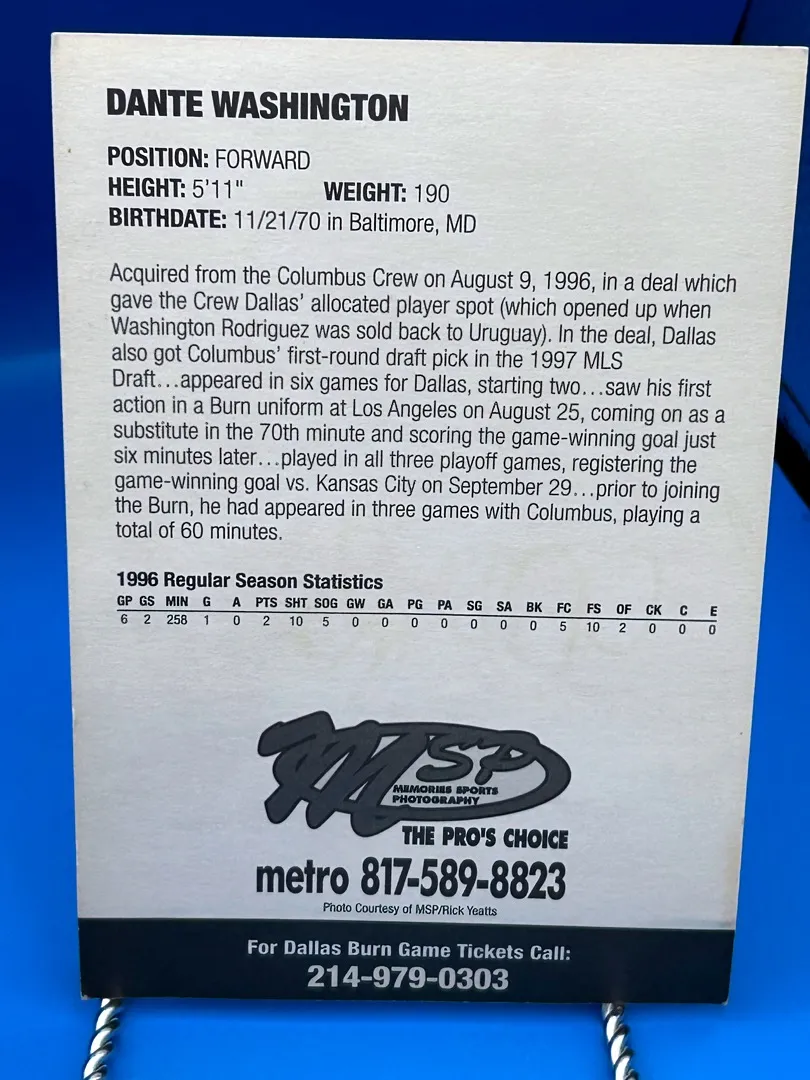 DANTE WASHINGTON
POSITION: FORWARD
HEIGHT: 5'11" WEIGHT: 190
BIRTHDATE: 11/21/70 in Baltimore, MD
Acquired from the Columbus Crew on August 9, 1996, in a deal which
gave the Crew Dallas' allocated player spot (which opened up when
Washington Rodriguez was sold back to Uruguay). In the deal, Dallas
also got Columbus' first-round draft pick in the 1997 MLS
Draft...appeared in six games for Dallas, starting two...saw his first
action in a Burn uniform at Los Angeles on August 25, coming on as a
substitute in the 70th minute and scoring the game-winning goal just
six minutes later...played in all three playoff games, registering the
game-winning goal vs. Kansas City on September 29...prior to joining
the Burn, he had appeared in three games with Columbus, playing a
total of 60 minutes.
1996 Regular Season Statistics
GP GS MIN G A PTS SHT SOG GW GA PG PA SG SA BK FC FS OF CK C E
6 2 258 1 0 2 10 5 0 0 0 0 0 0 0 5 10 2 0 0 0
MSP
MEMORIES SPORTS
PHOTOGRAPHY
THE PRO'S CHOICE
metro 817-589-8823
Photo Courtesy of MSP/Rick Yeatts
For Dallas Burn Game Tickets Call:
214-979-0303